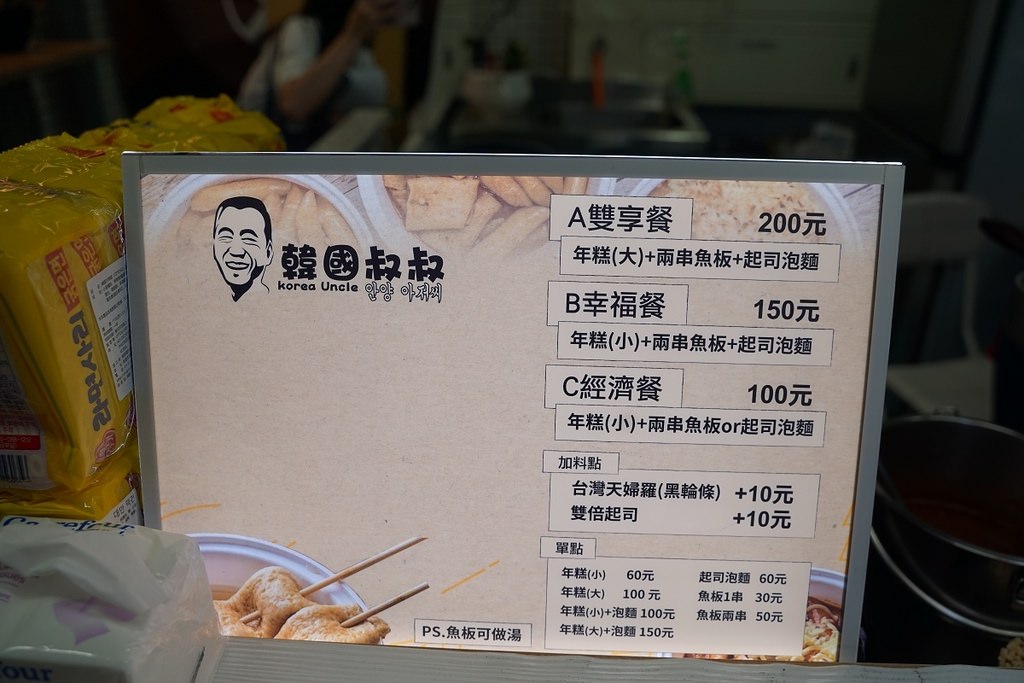 韓國叔叔
korea Uncle 안양 아저씨
A雙享餐 200元
年糕(大)+兩串魚板+起司泡麵
B幸福餐 150元
年糕(小)+兩串魚板+起司泡麵
C經濟餐 100元
年糕(小)+兩串魚板or起司泡麵
加料點
台灣天婦羅(黑輪條) +10元
雙倍起司 +10元
單點
年糕(小) 60元 起司泡麵 60元
年糕(大) 100元 魚板1串 30元
年糕(小)+泡麵 100元 魚板兩串 50元
年糕(大)+泡麵 150元
PS.魚板可做湯
Carrefour